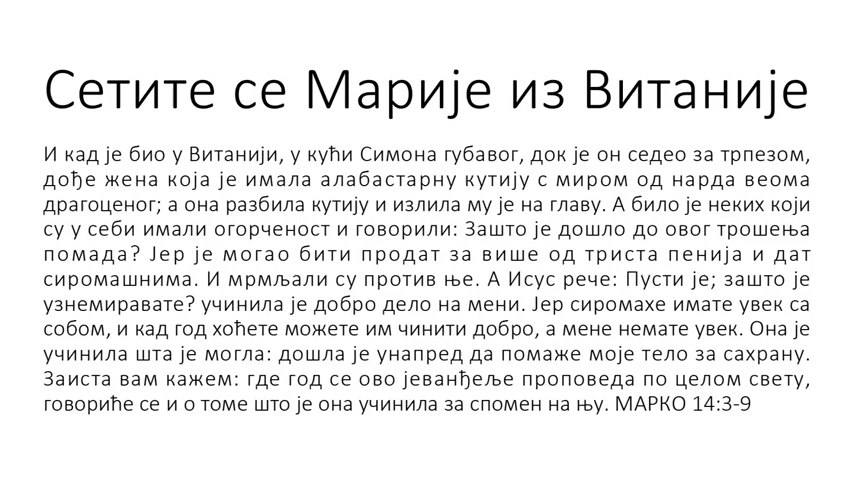 Сетите се Марије из Витаније
И кад је био у Витанији, у кући Симона губавог, док је он седео за трпезом,
дође жена која је имала алабастарну кутију с миром од нарда веома
драгоценог; а она разбила кутију и излила му је на главу. А било је неких који
су у себи имали огорченост и говорили: Зашто је дошло до овог трошења
помада? Јер је могао бити продат за више од триста пенија и дат
сиромашнима. И мрмљали су против ње. А Исус рече: Пусти је; зашто је
узнемиравате? учинила је добро дело на мени. Јер сиромахе имате увек са
собом, и кад год хоћете можете им чинити добро, а мене немате увек. Она је
учинила шта је могла: дошла је унапред да помаже моје тело за сахрану.
Заиста вам кажем: где год се ово јеванђеље проповеда по целом свету,
говориће се и о томе што је она учинила за спомен на њу. МАРКО 14:3-9